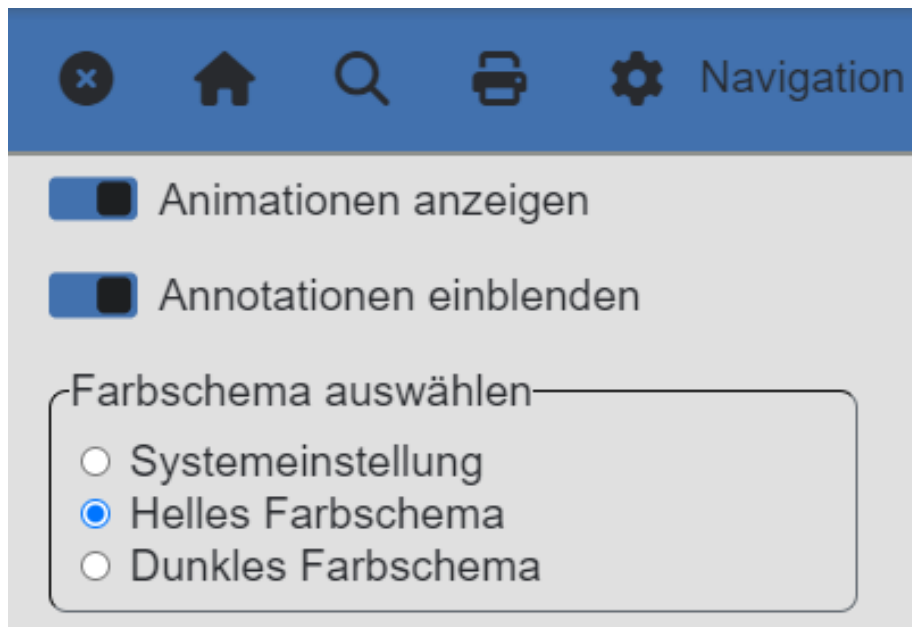 Navigation
Animationen anzeigen
Annotationen einblenden
Farbschema auswählen
Systemeinstellung
Helles Farbschema
Dunkles Farbschema